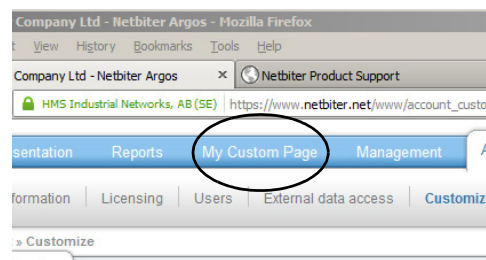 Company Ltd - Netbiter Argos - Mozilla Firefox
View History Bookmarks Tools Help
Company Ltd - Netbiter Argos × Netbiter Product Support
HMS Industrial Networks, AB (SE) https://www.netbiter.net/www/account_custo
sentation Reports My Custom Page Management A
formation Licensing Users External data access Customiz
» Customize